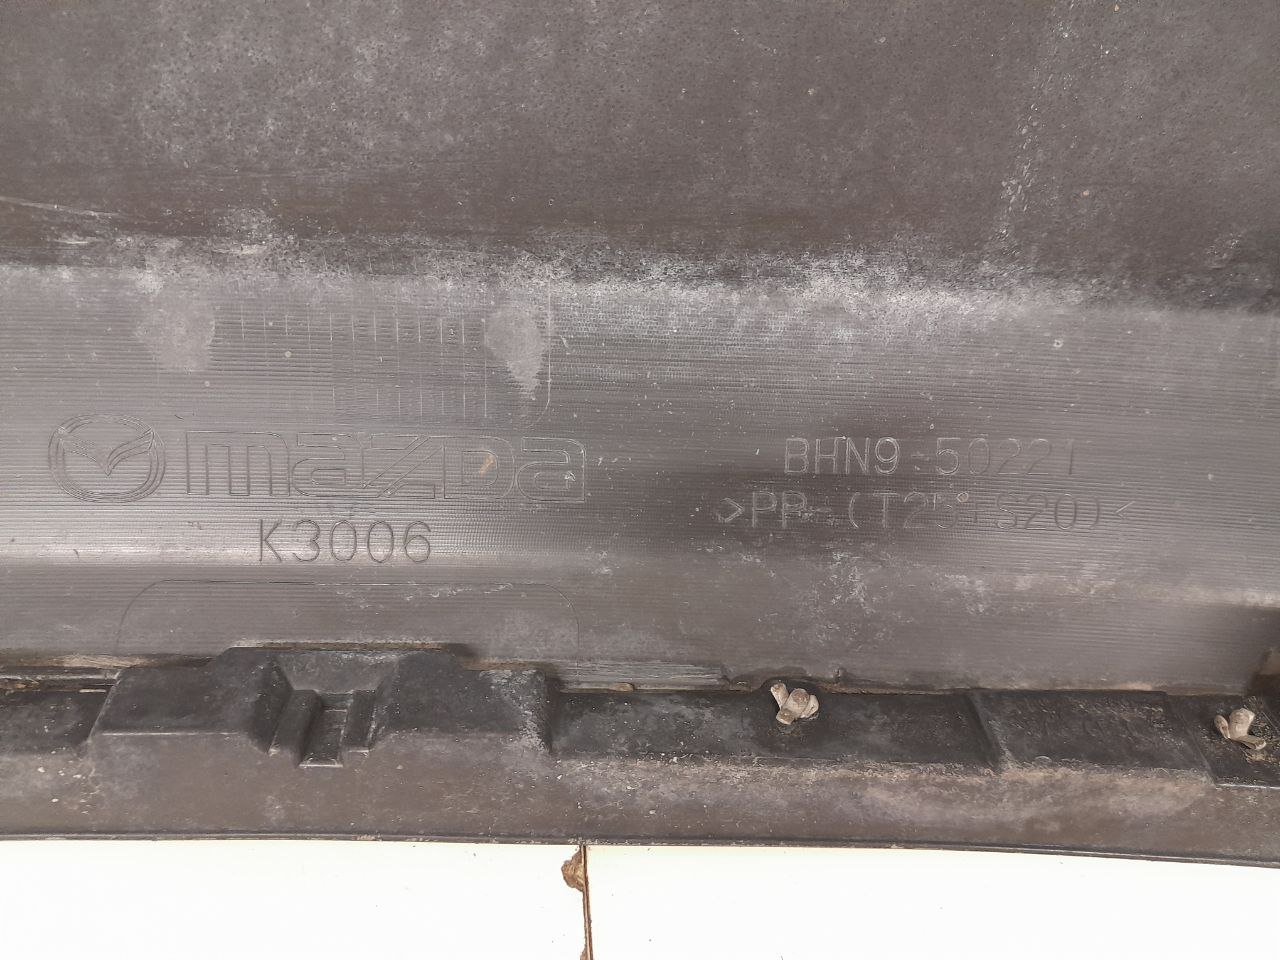 mazda
K3006
BHN9-50221
>PP-(T25+S20)<